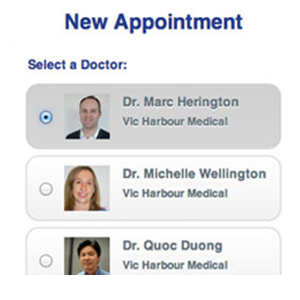 New Appointment
Select a Doctor:
Dr. Marc Herington
Vic Harbour Medical
Dr. Michelle Wellington
Vic Harbour Medical
Dr. Quoc Duong
Vic Harbour Medical